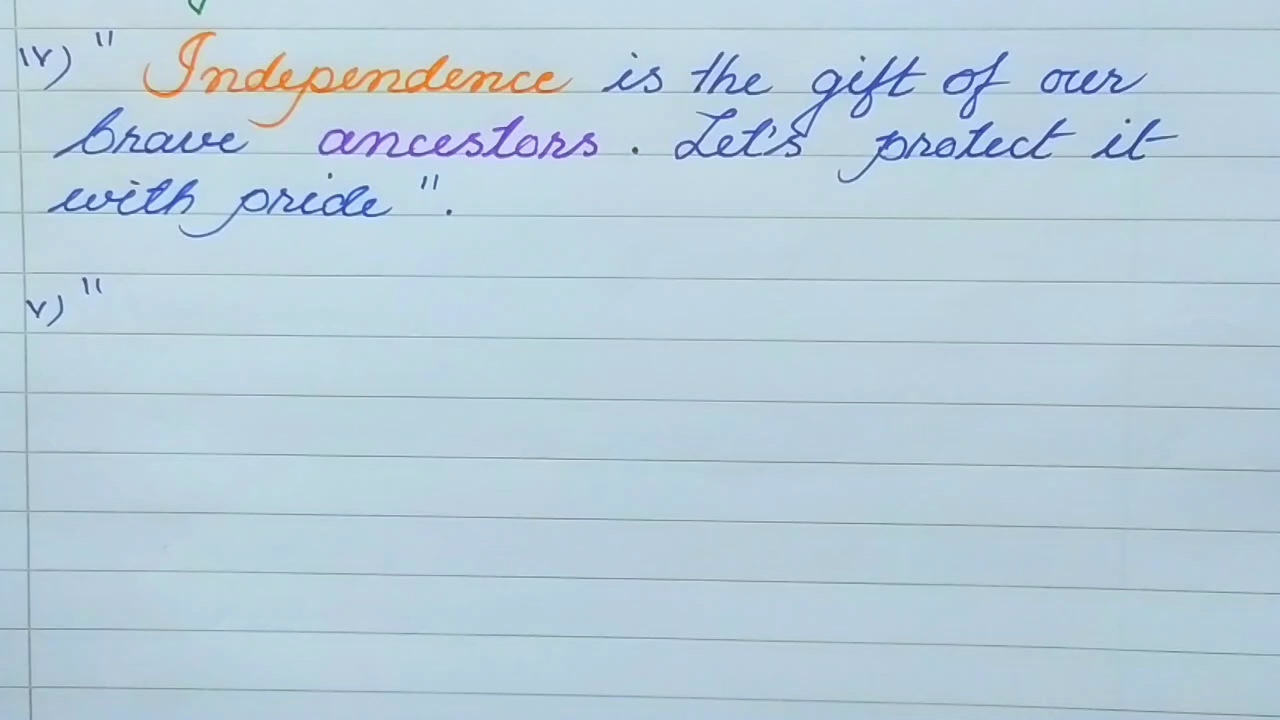 iv) " Independence is the gift of our
brave ancestors. Let's protect it
with pride".
v) "